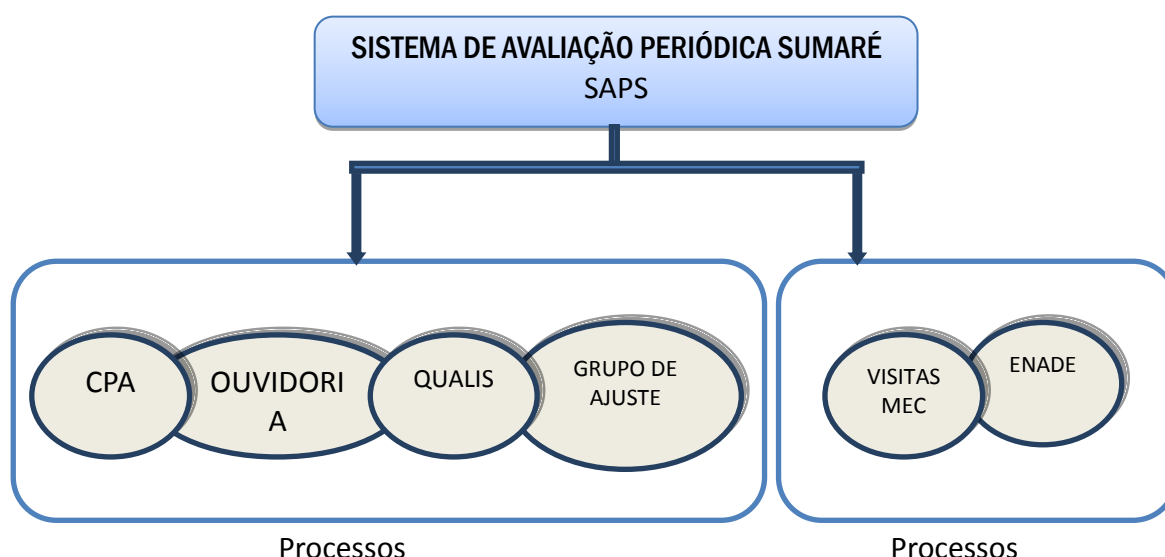 SISTEMA DE AVALIAÇÃO PERIÓDICA SUMARÉ
SAPS
CPA
OUVIDORI
A
QUALIS
GRUPO DE
AJUSTE
VISITAS
MEC
ENADE
Processos
Processos